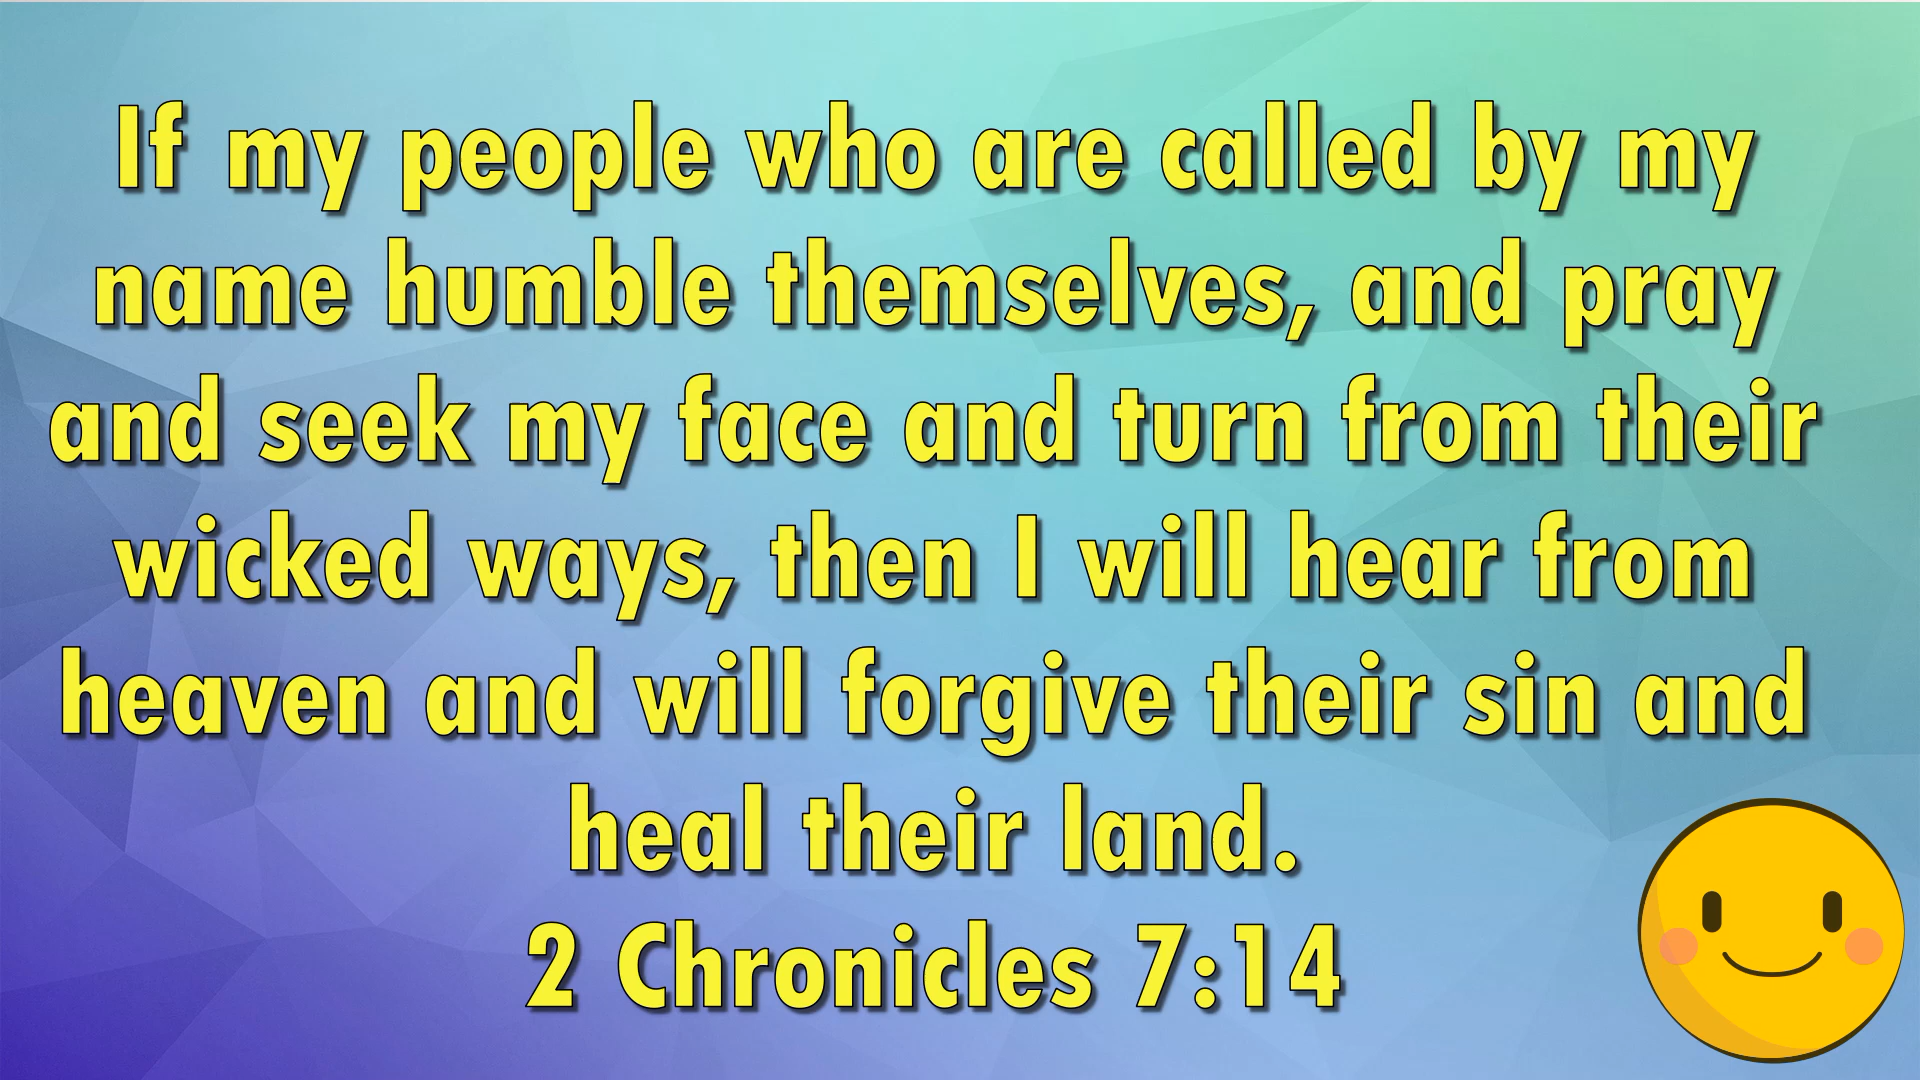 If my people who are called by my
name humble themselves, and pray
and seek my face and turn from their
wicked ways, then I will hear from
heaven and will forgive their sin and
heal their land.
2 Chronicles 7:14